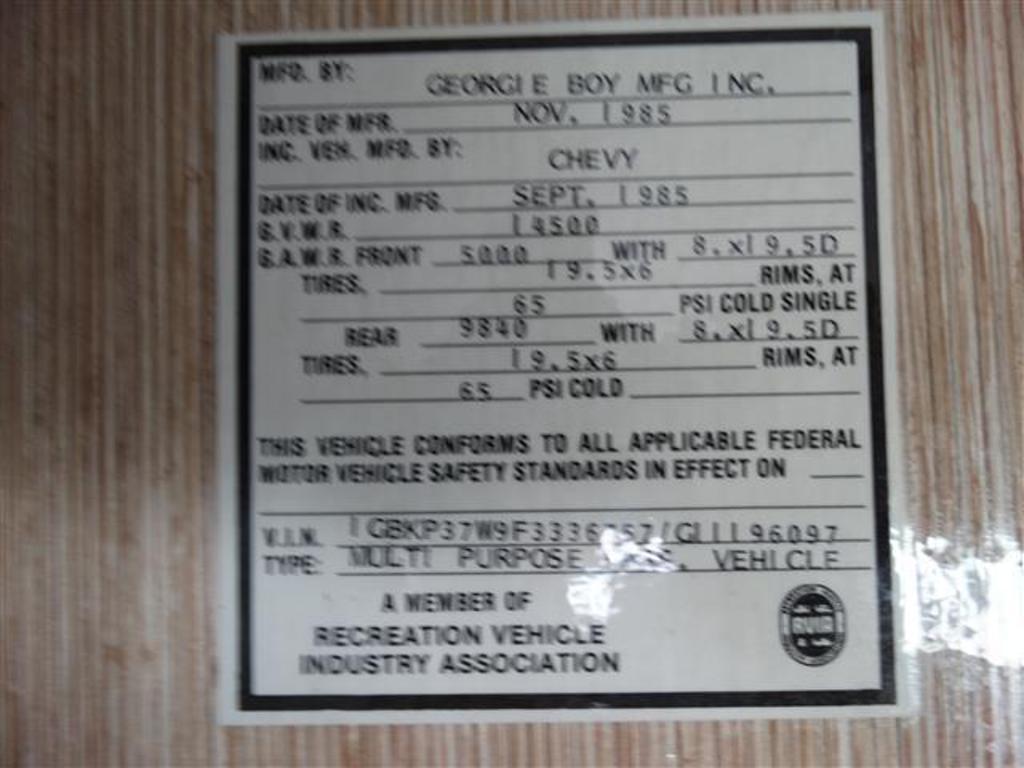 MFD. BY: GEORGIE BOY MFG INC.
DATE OF MFR. NOV. 1985
INC. VEH. MFD. BY: CHEVY
DATE OF INC. MFG. SEPT. 1985
G.V.W.R. 14500
G.A.W.R. FRONT 5000 WITH 8.x19.5D
TIRES, 19.5x6 RIMS, AT
65 PSI COLD SINGLE
REAR 9840 WITH 8.x19.5D
TIRES, 19.5x6 RIMS, AT
65 PSI COLD
THIS VEHICLE CONFORMS TO ALL APPLICABLE FEDERAL
MOTOR VEHICLE SAFETY STANDARDS IN EFFECT ON
V.I.N.
TYPE: MULTI PURPOSE VEHICLE
A MEMBER OF
RECREATION VEHICLE
INDUSTRY ASSOCIATION